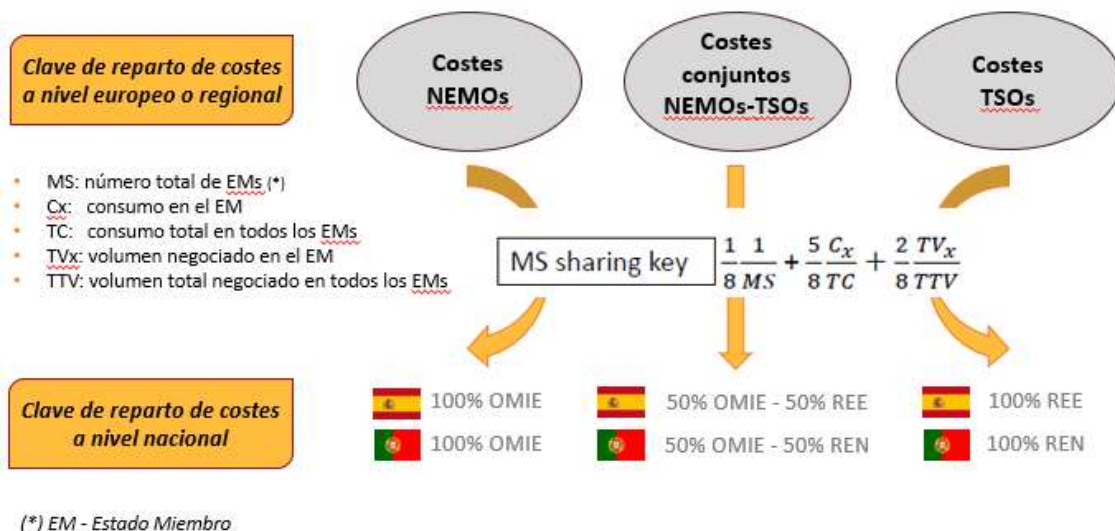 Clave de reparto de costes
a nivel europeo o regional
Costes
NEMOs
Costes
conjuntos
NEMOs-TSOs
Costes
TSOs
• MS: número total de EMs (*)
• Cx: consumo en el EM
• TC: consumo total en todos los EMs
• TVx: volumen negociado en el EM
• TTV: volumen total negociado en todos los EMs
MS sharing key
1/8 1/MS + 5/8 Cx/TC + 2/8 TVx/TTV
Clave de reparto de costes
a nivel nacional
100% OMIE
100% OMIE
50% OMIE - 50% REE
50% OMIE - 50% REN
100% REE
100% REN
(*) EM - Estado Miembro